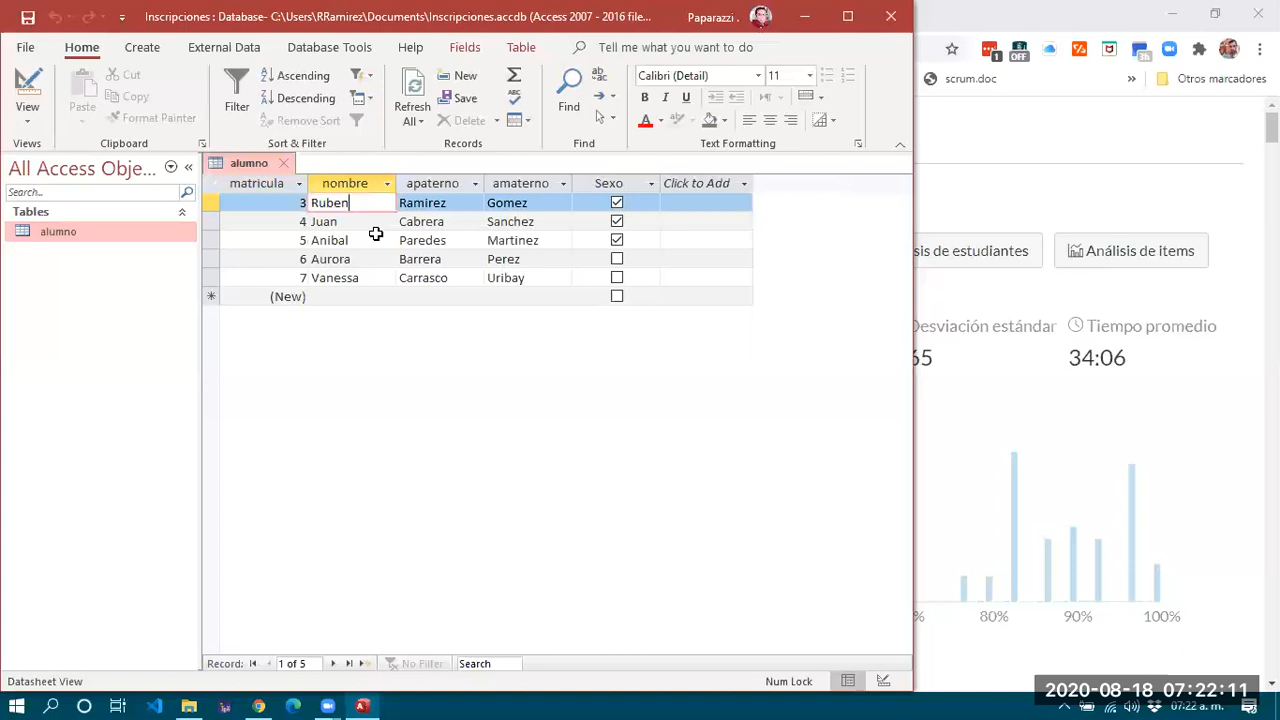 Inscripciones : Database- C:\Users\RRamirez\Documents\Inscripciones.accdb (Access 2007 - 2016 file...
Paparazzi .
File Home Create External Data Database Tools Help Fields Table Tell me what you want to do
View
Views
Paste
Cut
Copy
Format Painter
Clipboard
Filter
Ascending
Descending
Remove Sort
Sort & Filter
Refresh
All
New
Save
Delete
Records
Find
Find
Calibri (Detail) 11
B I U
A
Text Formatting
scrum.doc
»
Otros marcadores
1
OFF
3h
All Access Obje...
Search...
Tables
alumno
alumno
matricula nombre apaterno amaterno Sexo Click to Add
3 Ruben Ramirez Gomez
4 Juan Cabrera Sanchez
5 Anibal Paredes Martinez
6 Aurora Barrera Perez
7 Vanessa Carrasco Uribay
(New)
sis de estudiantes
Análisis de items
Desviación estándar
65
Tiempo promedio
34:06
% 80% 90% 100%
Record: 1 of 5 No Filter Search
Datasheet View
Num Lock
2020-08-18 07:22:11
07:22 a. m.